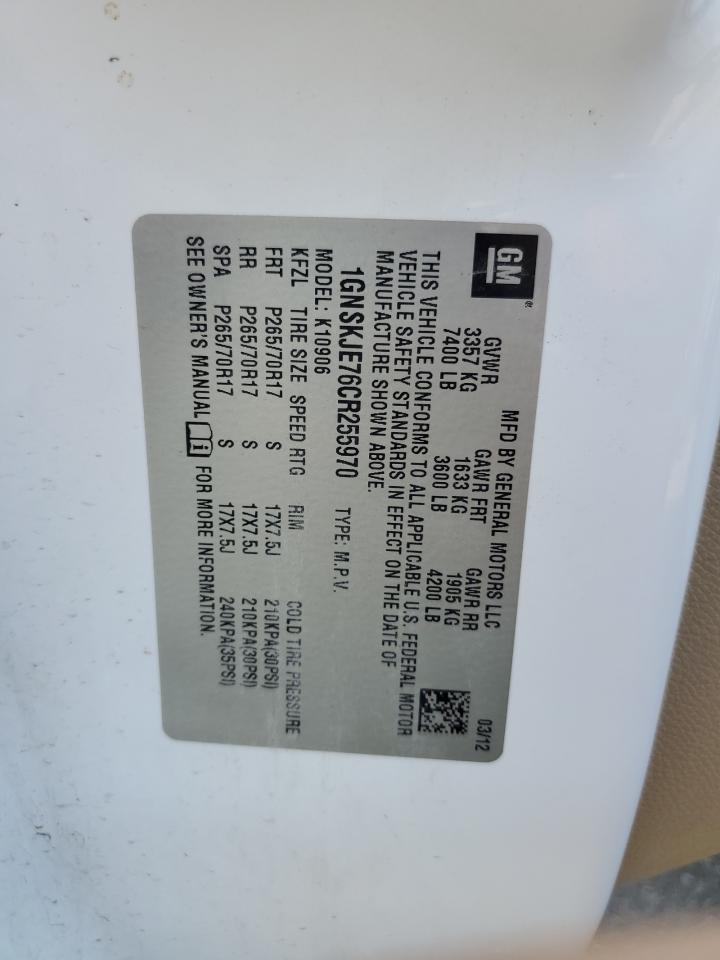 GM ®
MFD BY GENERAL MOTORS LLC 03/12
GVWR GAWR FRT GAWR RR
3357 KG 1633 KG 1905 KG
7400 LB 3600 LB 4200 LB
THIS VEHICLE CONFORMS TO ALL APPLICABLE U.S. FEDERAL MOTOR
VEHICLE SAFETY STANDARDS IN EFFECT ON THE DATE OF
MANUFACTURE SHOWN ABOVE.
1GNSKJE76CR255970 TYPE: M.P.V.
MODEL: K10906
KFZL TIRE SIZE SPEED RTG RIM COLD TIRE PRESSURE
FRT P265/70R17 S 17X7.5J 210KPA(30PSI)
RR P265/70R17 S 17X7.5J 210KPA(30PSI)
SPA P265/70R17 S 17X7.5J 240KPA(35PSI)
SEE OWNER'S MANUAL i FOR MORE INFORMATION.